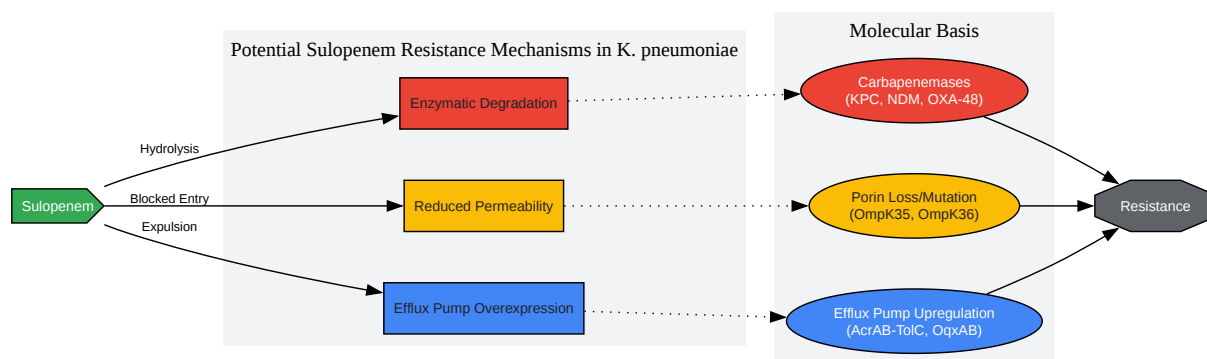 Potential Sulopenem Resistance Mechanisms in K. pneumoniae
Molecular Basis
Sulopenem
Hydrolysis
Blocked Entry
Expulsion
Enzymatic Degradation
Reduced Permeability
Efflux Pump Overexpression
Carbapenemases
(KPC, NDM, OXA-48)
Porin Loss/Mutation
(OmpK35, OmpK36)
Efflux Pump Upregulation
(AcrAB-TolC, OqxAB)
Resistance